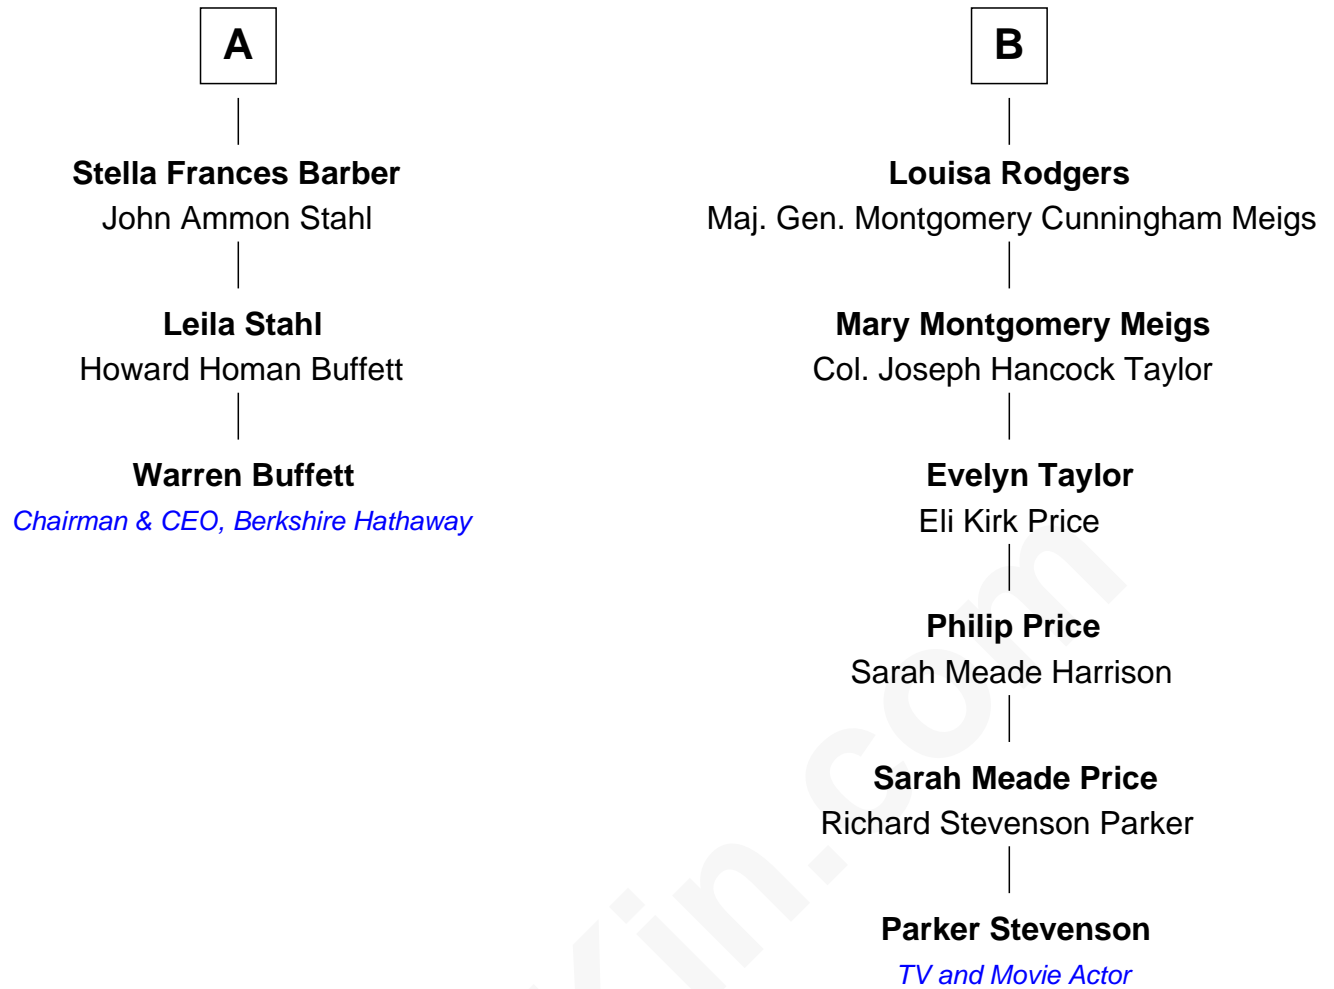 A
Stella Frances Barber
John Ammon Stahl
Leila Stahl
Howard Homan Buffett
Warren Buffett
Chairman & CEO, Berkshire Hathaway
B
Louisa Rodgers
Maj. Gen. Montgomery Cunningham Meigs
Mary Montgomery Meigs
Col. Joseph Hancock Taylor
Evelyn Taylor
Eli Kirk Price
Philip Price
Sarah Meade Harrison
Sarah Meade Price
Richard Stevenson Parker
Parker Stevenson
TV and Movie Actor
Kin.com